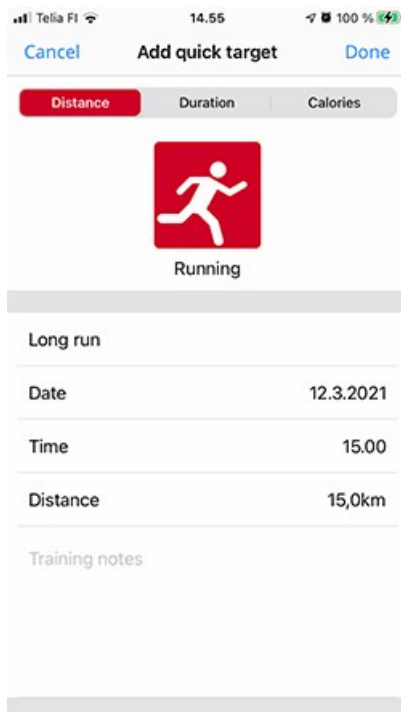 Telia FI 14.55 100 %
Cancel Add quick target Done
Distance Duration Calories
Running
Long run
Date 12.3.2021
Time 15.00
Distance 15,0km
Training notes